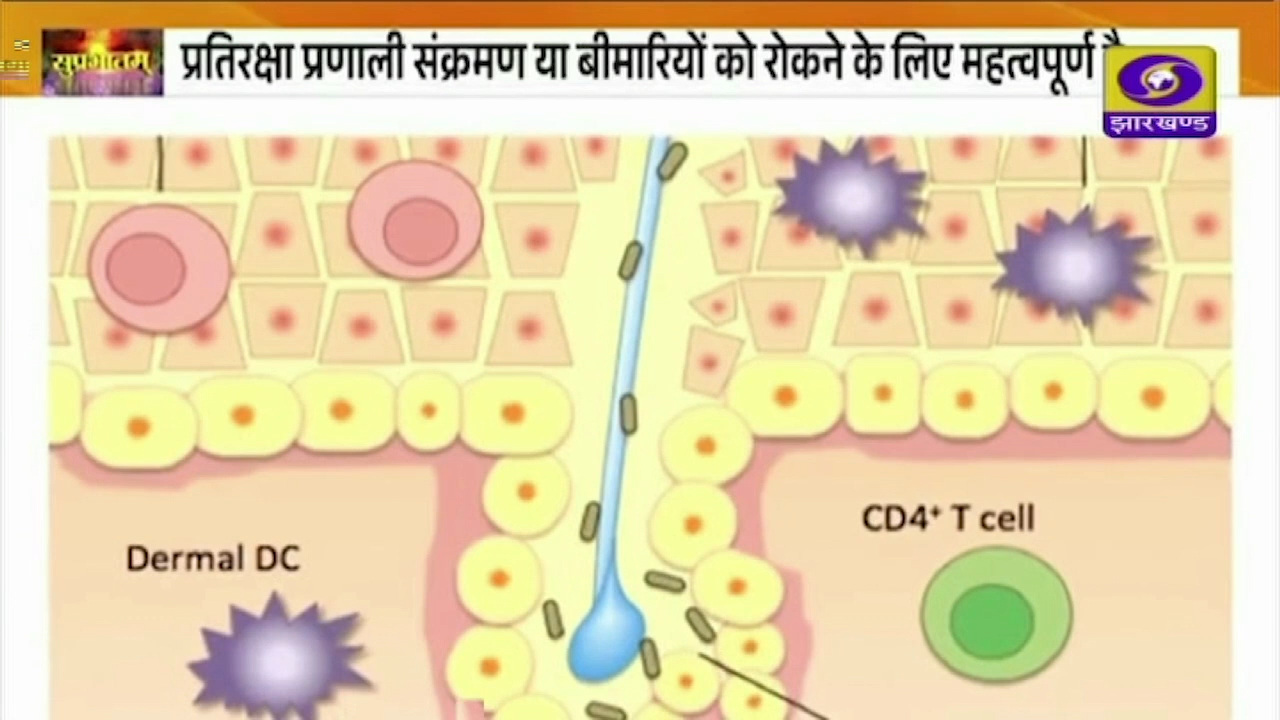 सुप्रभातम्
प्रतिरक्षा प्रणाली संक्रमण या बीमारियों को रोकने के लिए महत्वपूर्ण है
झारखण्ड
CD4⁺ T cell
Dermal DC